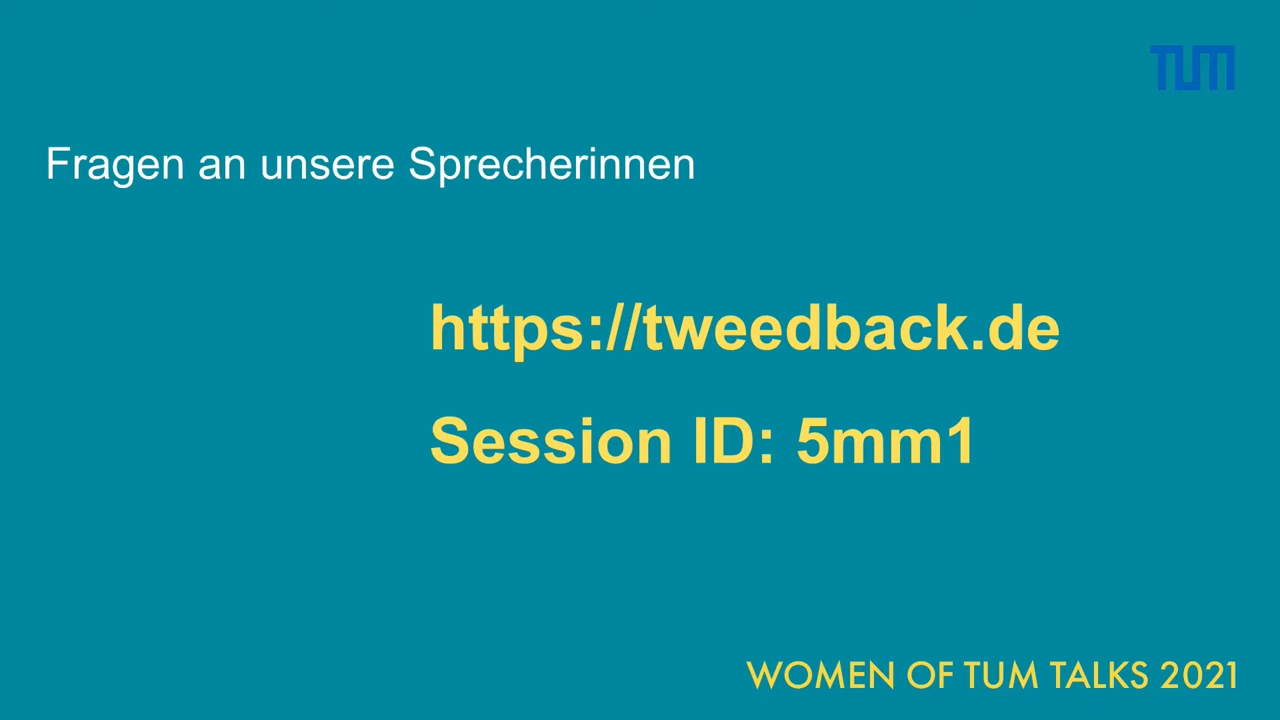 TUM
Fragen an unsere Sprecherinnen
https://tweedback.de
Session ID: 5mm1
WOMEN OF TUM TALKS 2021